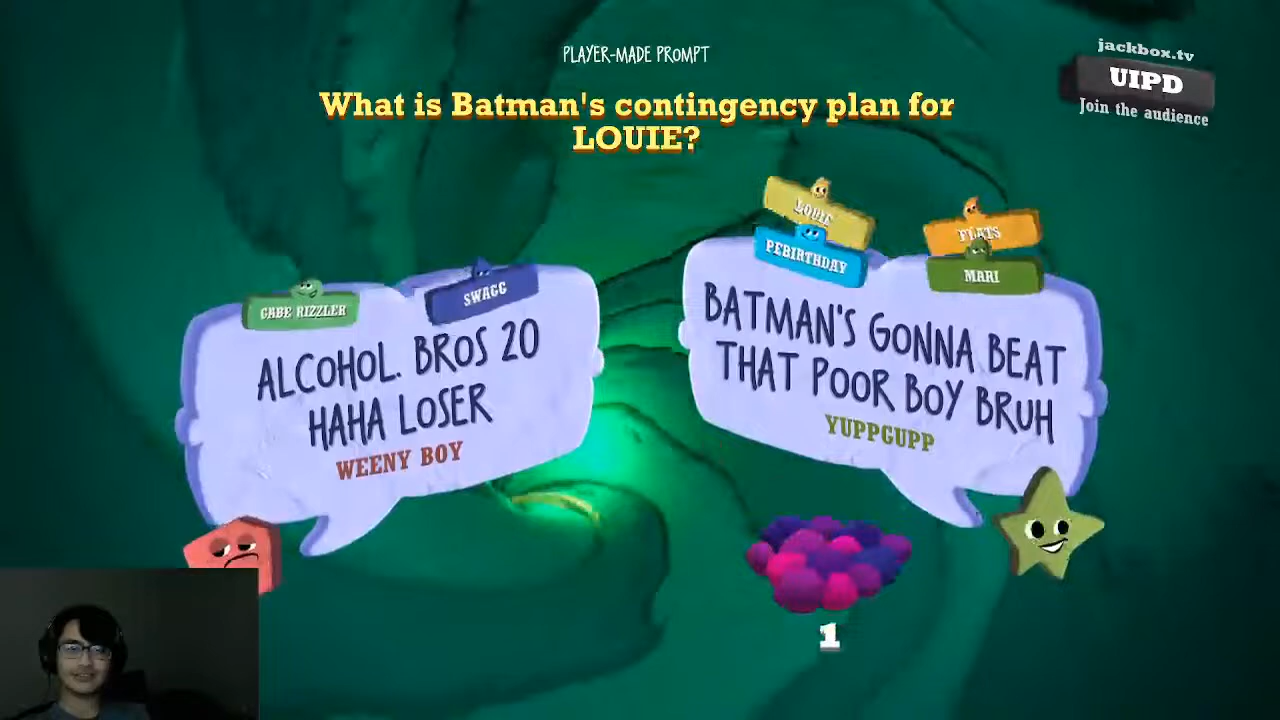 PLAYER-MADE PROMPT
jackbox.tv
UIPD
Join the audience
What is Batman's contingency plan for
LOUIE?
LOUIE
FLATS
PEBIRTHDAY
MARI
GABE RIZZLER
SWAGG
ALCOHOL. BROS 20
HAHA LOSER
WEENY BOY
BATMAN'S GONNA BEAT
THAT POOR BOY BRUH
YUPPGUPP
1